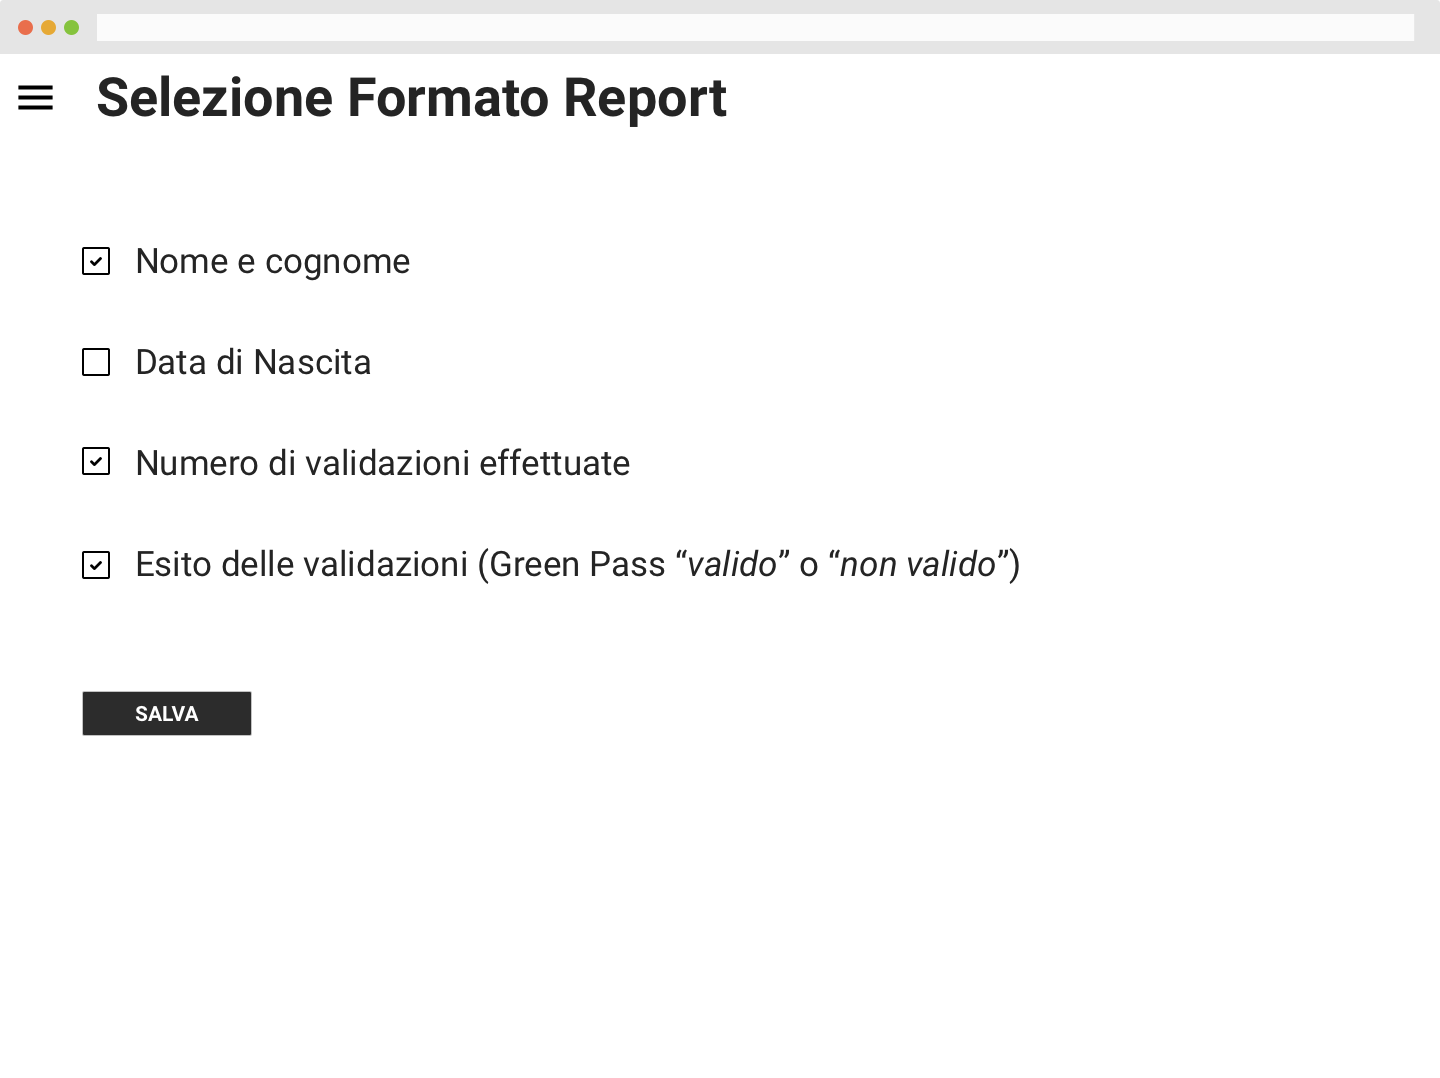 Selezione Formato Report
Nome e cognome
Data di Nascita
Numero di validazioni effettuate
Esito delle validazioni (Green Pass “valido” o “non valido”)
SALVA